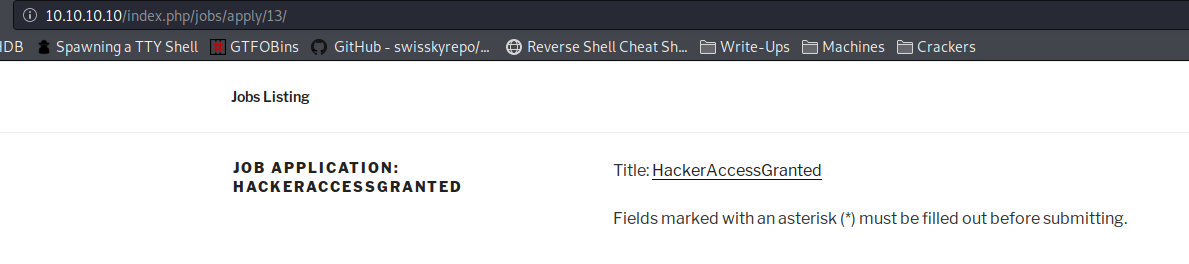 10.10.10.10/index.php/jobs/apply/13/
HDB Spawning a TTY Shell GTFOBins GitHub - swisskyrepo/... Reverse Shell Cheat Sh... Write-Ups Machines Crackers
Jobs Listing
JOB APPLICATION: Title: HackerAccessGranted
HACKERACCESSGRANTED
Fields marked with an asterisk (*) must be filled out before submitting.